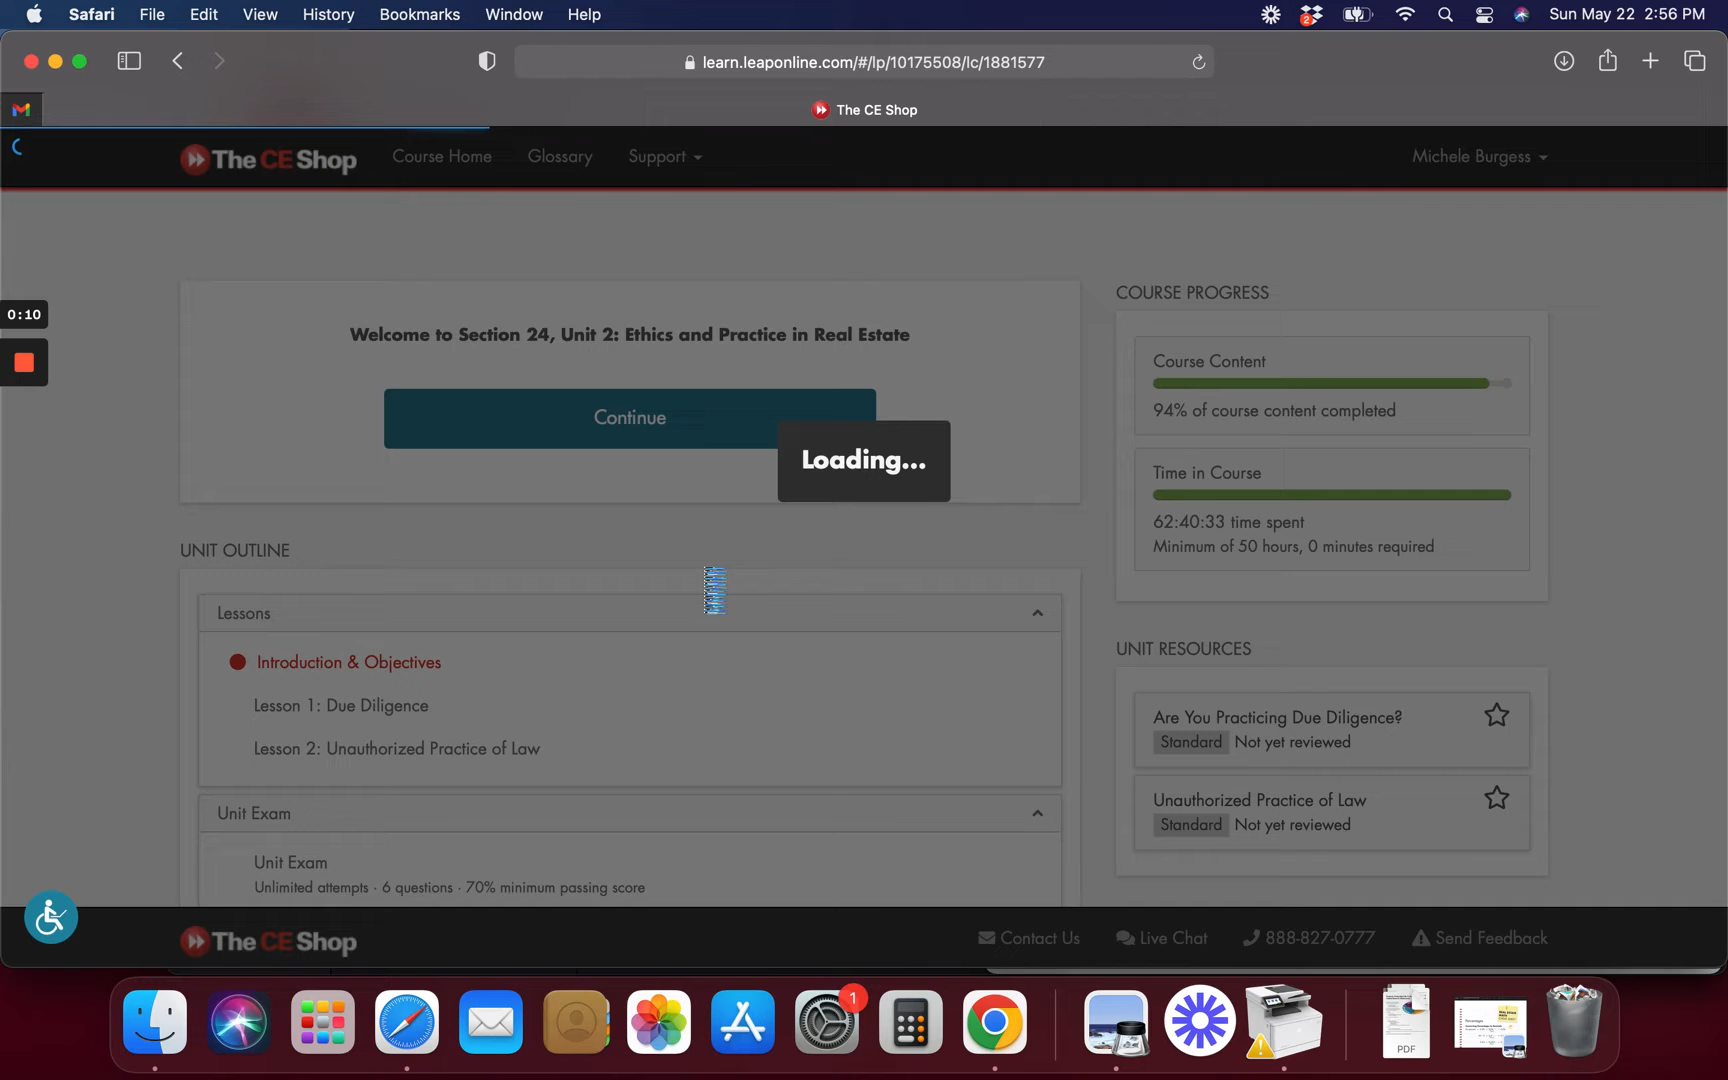 Safari File Edit View History Bookmarks Window Help 2 Sun May 22 2:56 PM
learn.leaponline.com/#/lp/10175508/lc/1881577
The CE Shop
The CE Shop Course Home Glossary Support Michele Burgess
0:10
Welcome to Section 24, Unit 2: Ethics and Practice in Real Estate
Continue
Loading...
COURSE PROGRESS
Course Content
94% of course content completed
Time in Course
62:40:33 time spent
Minimum of 50 hours, 0 minutes required
UNIT OUTLINE
Lessons
Introduction & Objectives
Lesson 1: Due Diligence
Lesson 2: Unauthorized Practice of Law
Unit Exam
Unit Exam
Unlimited attempts · 6 questions · 70% minimum passing score
UNIT RESOURCES
Are You Practicing Due Diligence?
Standard Not yet reviewed
Unauthorized Practice of Law
Standard Not yet reviewed
The CE Shop Contact Us Live Chat 888-827-0777 Send Feedback
1
PDF